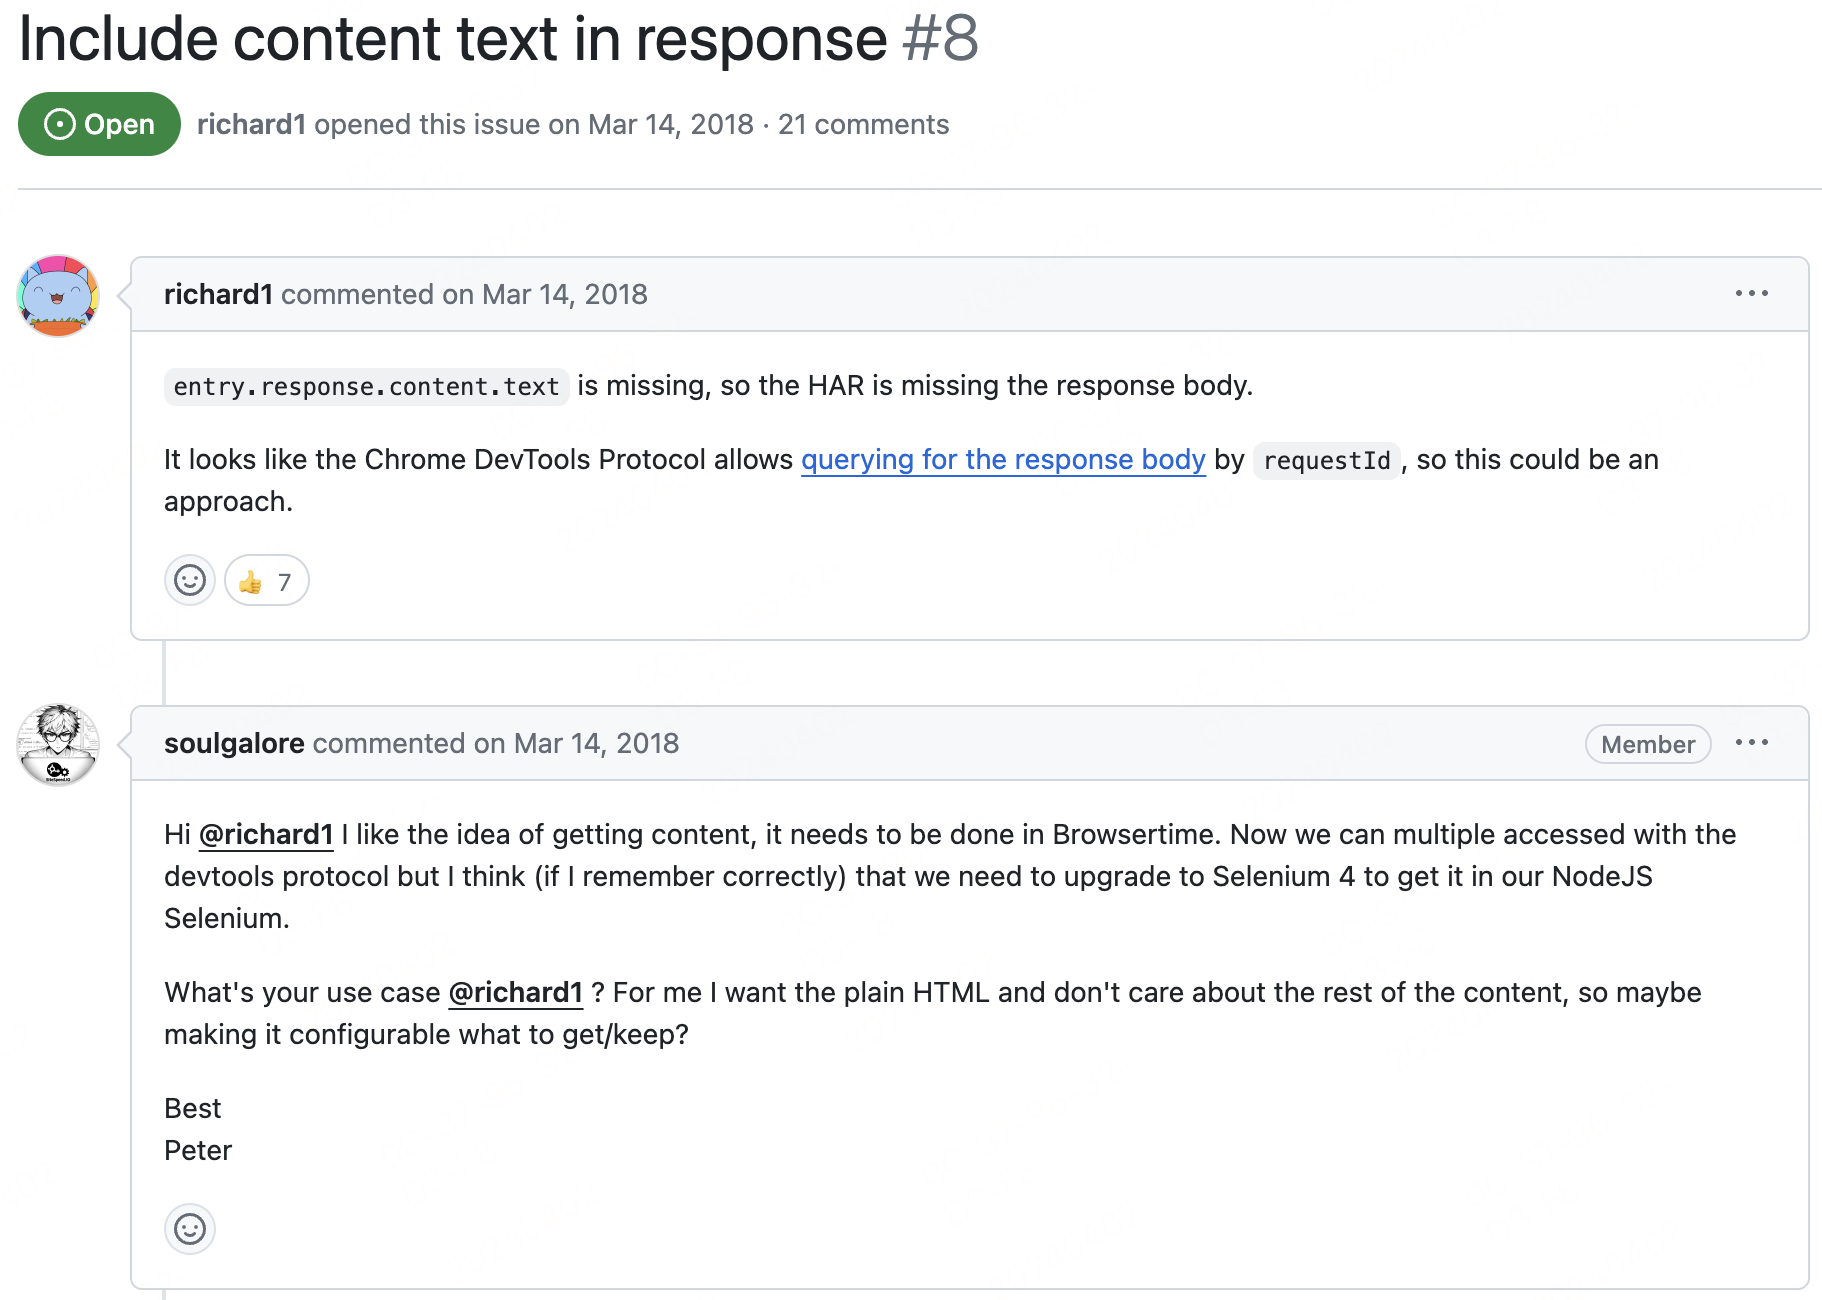 Include content text in response #8
Open
richard1 opened this issue on Mar 14, 2018 · 21 comments
richard1 commented on Mar 14, 2018
entry.response.content.text is missing, so the HAR is missing the response body.
It looks like the Chrome DevTools Protocol allows querying for the response body by requestId, so this could be an
approach.
👍 7
soulgalore commented on Mar 14, 2018
Member
Hi @richard1 I like the idea of getting content, it needs to be done in Browsertime. Now we can multiple accessed with the
devtools protocol but I think (if I remember correctly) that we need to upgrade to Selenium 4 to get it in our NodeJS
Selenium.
What's your use case @richard1 ? For me I want the plain HTML and don't care about the rest of the content, so maybe
making it configurable what to get/keep?
Best
Peter